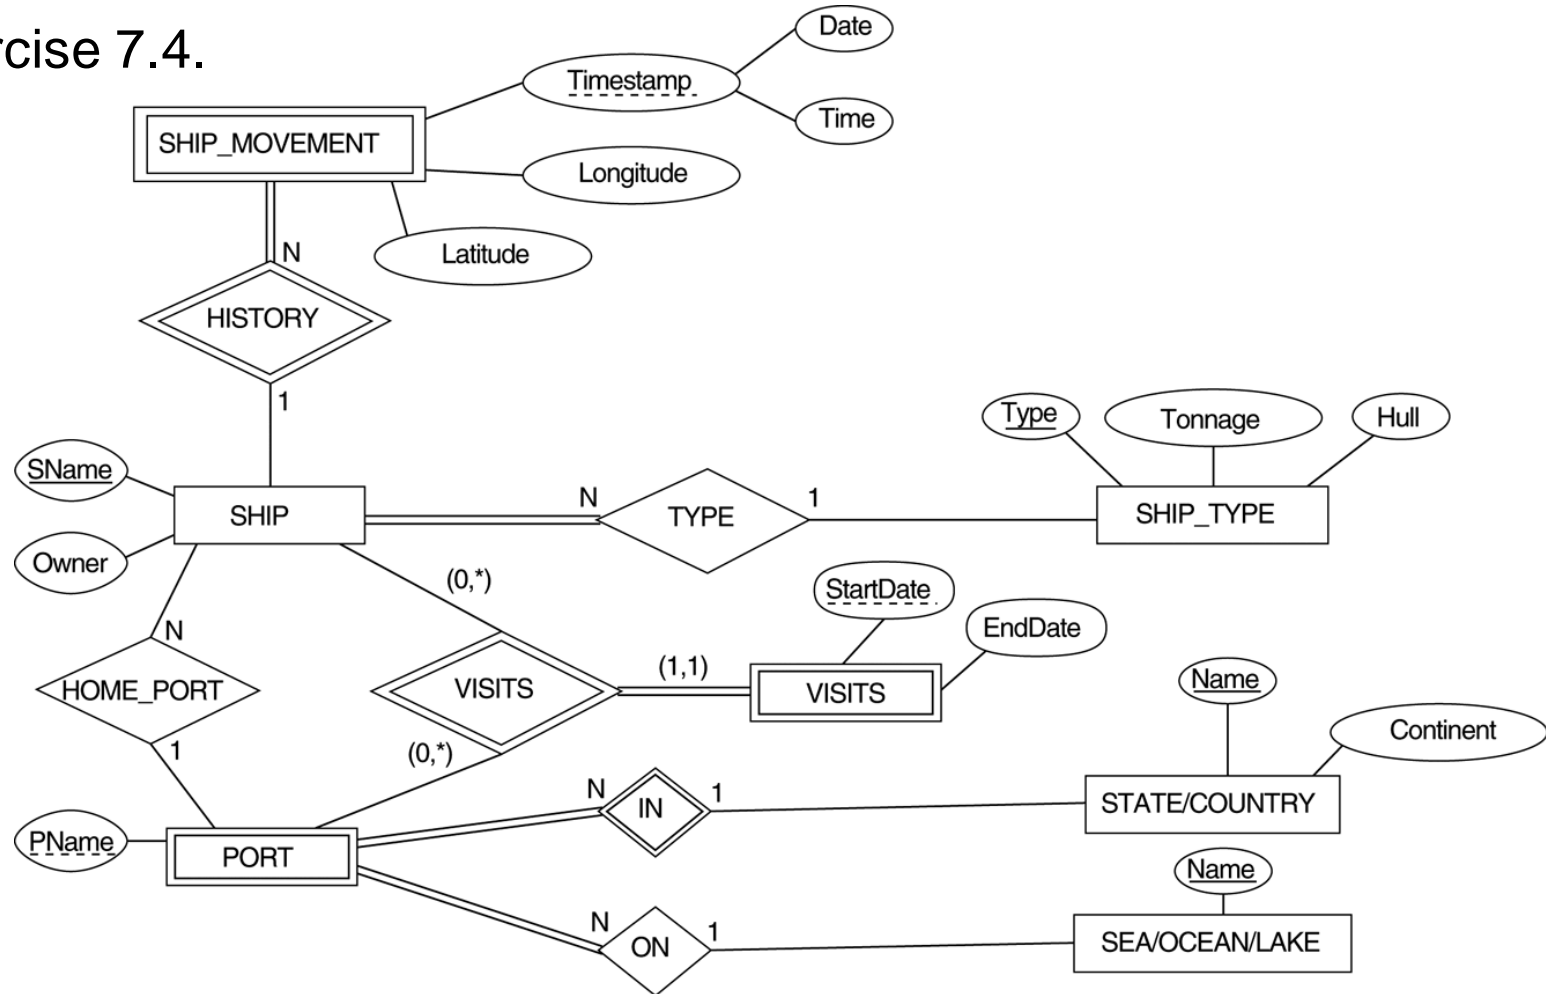 rcise 7.4.
Date
Timestamp
Time
SHIP_MOVEMENT
Longitude
Latitude
N
HISTORY
1
Type
Tonnage
Hull
SName
SHIP
N
TYPE
1
SHIP_TYPE
Owner
(0,*)
StartDate
EndDate
N
HOME_PORT
1
VISITS
(1,1)
VISITS
(0,*)
Name
Continent
N
IN
1
STATE/COUNTRY
PName
PORT
Name
N
ON
1
SEA/OCEAN/LAKE